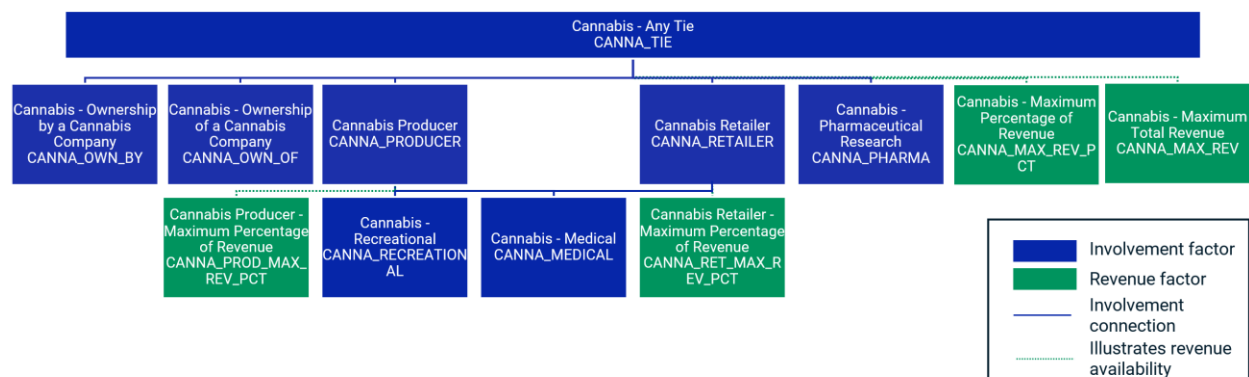 Cannabis - Any Tie
CANNA_TIE
Cannabis - Ownership
by a Cannabis
Company
CANNA_OWN_BY
Cannabis - Ownership
of a Cannabis
Company
CANNA_OWN_OF
Cannabis Producer
CANNA_PRODUCER
Cannabis Retailer
CANNA_RETAILER
Cannabis -
Pharmaceutical
Research
CANNA_PHARMA
Cannabis - Maximum
Percentage of
Revenue
CANNA_MAX_REV_P
CT
Cannabis - Maximum
Total Revenue
CANNA_MAX_REV
Cannabis Producer -
Maximum Percentage
of Revenue
CANNA_PROD_MAX_
REV_PCT
Cannabis -
Recreational
CANNA_RECREATION
AL
Cannabis - Medical
CANNA_MEDICAL
Cannabis Retailer -
Maximum Percentage
of Revenue
CANNA_RET_MAX_R
EV_PCT
Involvement factor
Revenue factor
Involvement
connection
Illustrates revenue
availability